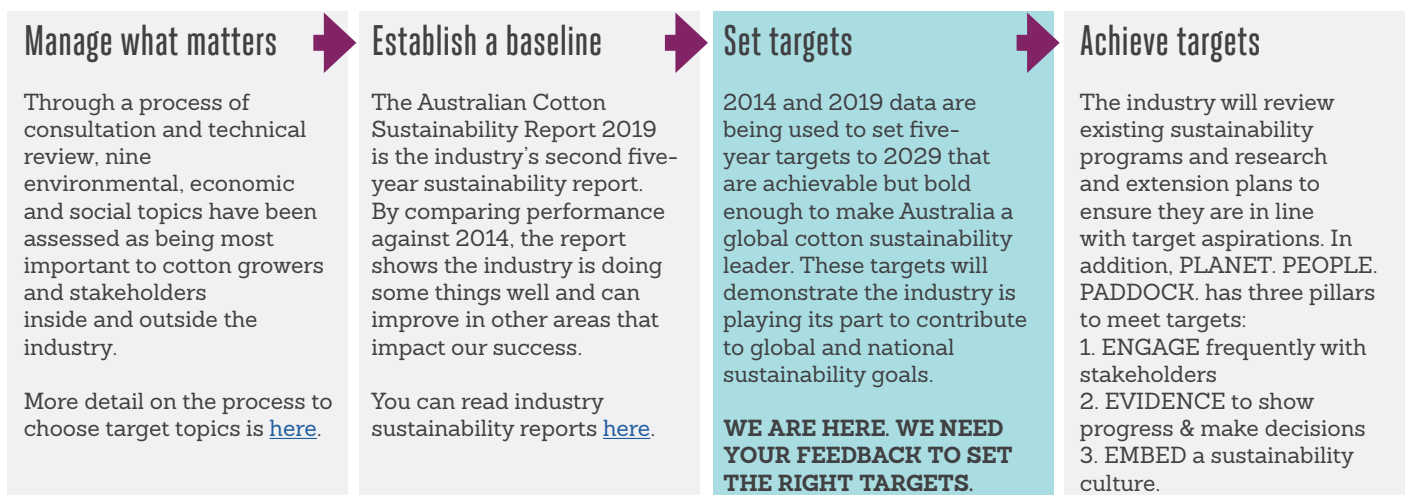 Manage what matters
Through a process of
consultation and technical
review, nine
environmental, economic
and social topics have been
assessed as being most
important to cotton growers
and stakeholders
inside and outside the
industry.
More detail on the process to
choose target topics is here.
Establish a baseline
The Australian Cotton
Sustainability Report 2019
is the industry's second five-
year sustainability report.
By comparing performance
against 2014, the report
shows the industry is doing
some things well and can
improve in other areas that
impact our success.
You can read industry
sustainability reports here.
Set targets
2014 and 2019 data are
being used to set five-
year targets to 2029 that
are achievable but bold
enough to make Australia a
global cotton sustainability
leader. These targets will
demonstrate the industry is
playing its part to contribute
to global and national
sustainability goals.
WE ARE HERE. WE NEED
YOUR FEEDBACK TO SET
THE RIGHT TARGETS.
Achieve targets
The industry will review
existing sustainability
programs and research
and extension plans to
ensure they are in line
with target aspirations. In
addition, PLANET. PEOPLE.
PADDOCK. has three pillars
to meet targets:
1. ENGAGE frequently with
stakeholders
2. EVIDENCE to show
progress & make decisions
3. EMBED a sustainability
culture.